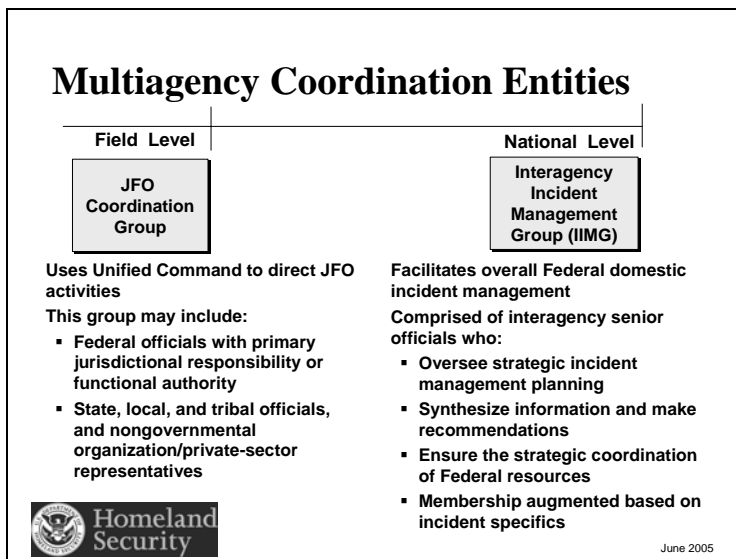 Multiagency Coordination Entities
Field Level
JFO
Coordination
Group
Uses Unified Command to direct JFO
activities
This group may include:
▪ Federal officials with primary
jurisdictional responsibility or
functional authority
▪ State, local, and tribal officials,
and nongovernmental
organization/private-sector
representatives
National Level
Interagency
Incident
Management
Group (IIMG)
Facilitates overall Federal domestic
incident management
Comprised of interagency senior
officials who:
▪ Oversee strategic incident
management planning
▪ Synthesize information and make
recommendations
▪ Ensure the strategic coordination
of Federal resources
▪ Membership augmented based on
incident specifics
Homeland
Security
June 2005